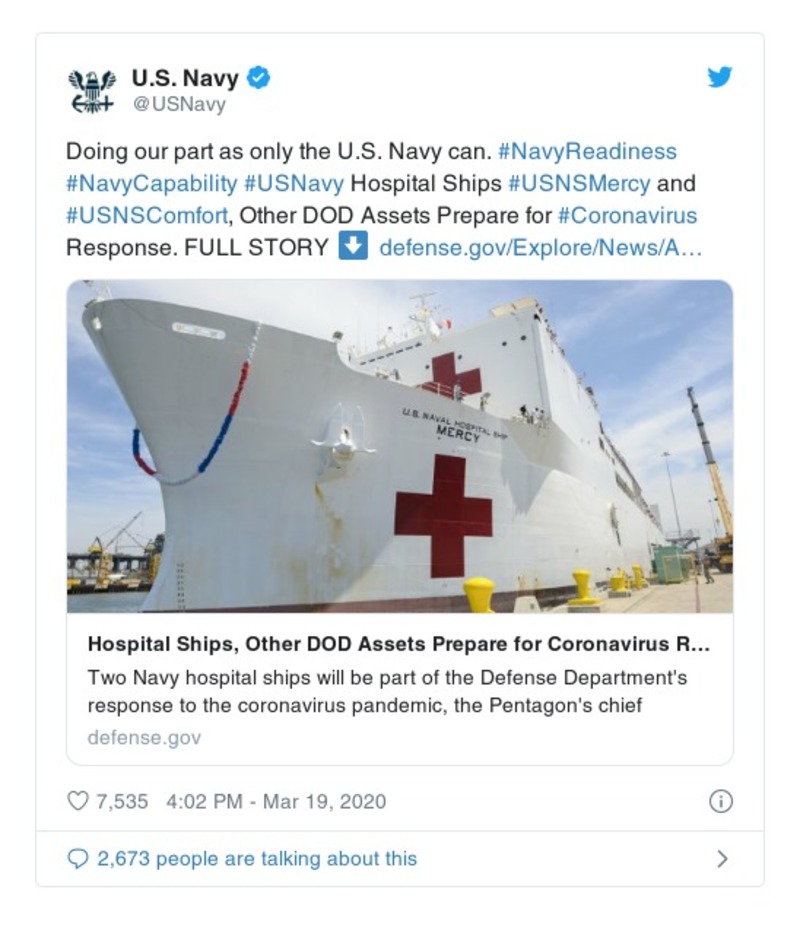 U.S. Navy
@USNavy
Doing our part as only the U.S. Navy can. #NavyReadiness
#NavyCapability #USNavy Hospital Ships #USNSMercy and
#USNSComfort, Other DOD Assets Prepare for #Coronavirus
Response. FULL STORY ⬇ defense.gov/Explore/News/A…
U.S. NAVAL HOSPITAL SHIP
MERCY
Hospital Ships, Other DOD Assets Prepare for Coronavirus R...
Two Navy hospital ships will be part of the Defense Department's
response to the coronavirus pandemic, the Pentagon's chief
defense.gov
7,535 4:02 PM - Mar 19, 2020
2,673 people are talking about this